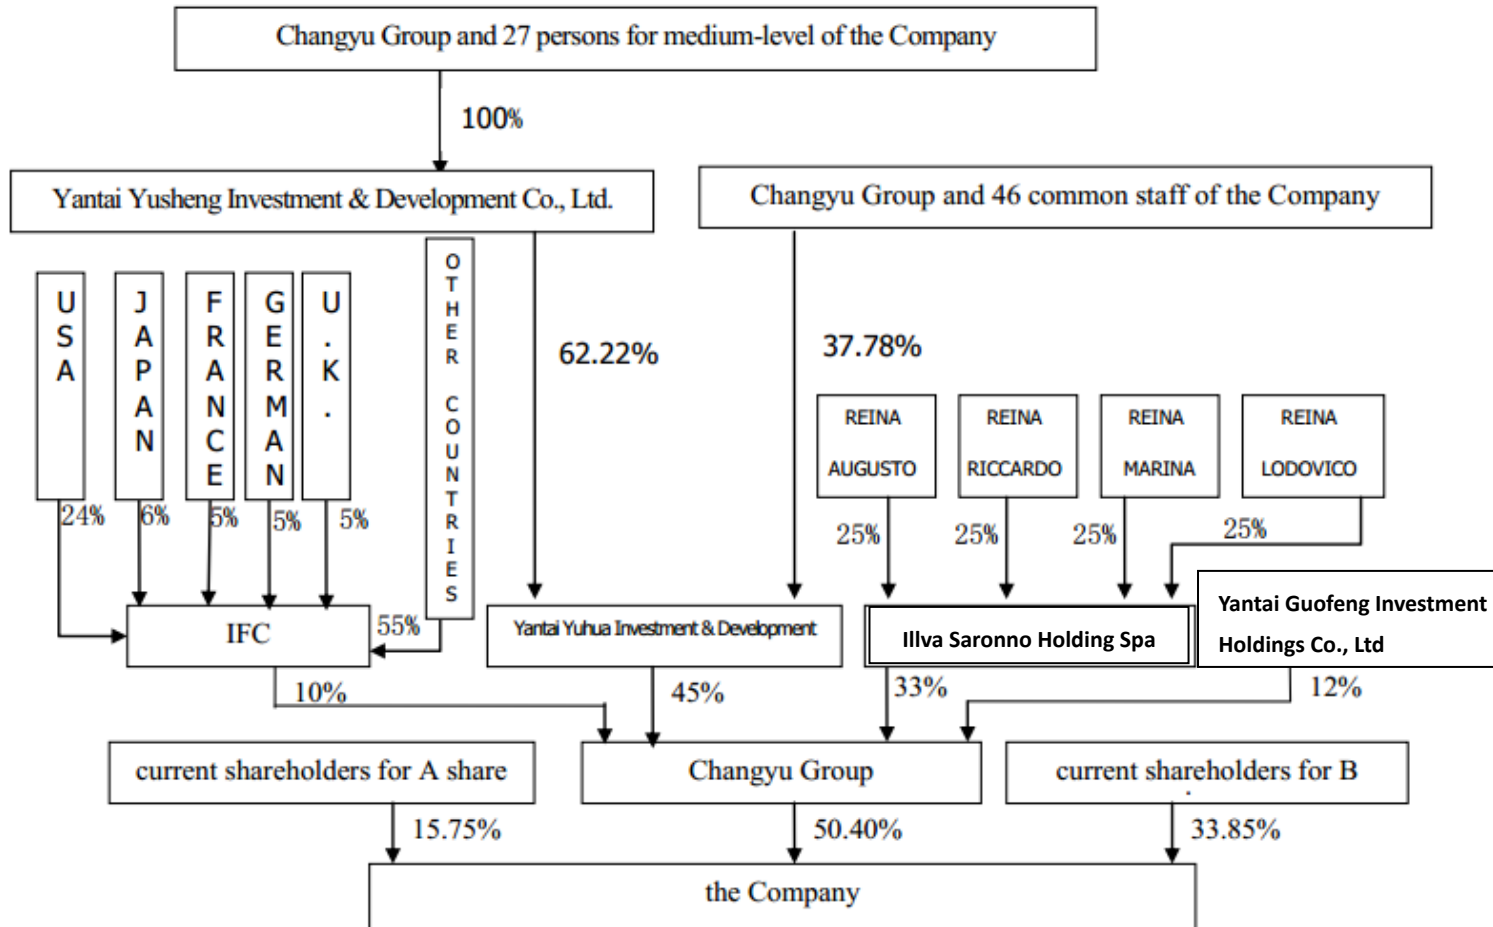 Changyu Group and 27 persons for medium-level of the Company
100%
Yantai Yusheng Investment & Development Co., Ltd.
Changyu Group and 46 common staff of the Company
USA
JAPAN
FRANCE
GERMAN
U.K.
OTHER COUNTRIES
62.22%
37.78%
REINA
AUGUSTO
REINA
RICCARDO
REINA
MARINA
REINA
LODOVICO
24%
6%
5%
5%
5%
25%
25%
25%
25%
IFC
55%
Yantai Yuhua Investment & Development
Illva Saronno Holding Spa
Yantai Guofeng Investment
Holdings Co., Ltd
10%
45%
33%
12%
current shareholders for A share
Changyu Group
current shareholders for B
15.75%
50.40%
33.85%
the Company